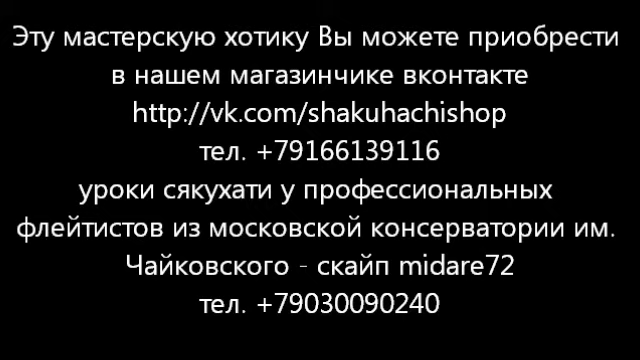 Эту мастерскую хотику Вы можете приобрести
в нашем магазинчике вконтакте
http://vk.com/shakuhachishop
тел. +79166139116
уроки сякухати у профессиональных
флейтистов из московской консерватории им.
Чайковского - скайп midare72
тел. +79030090240